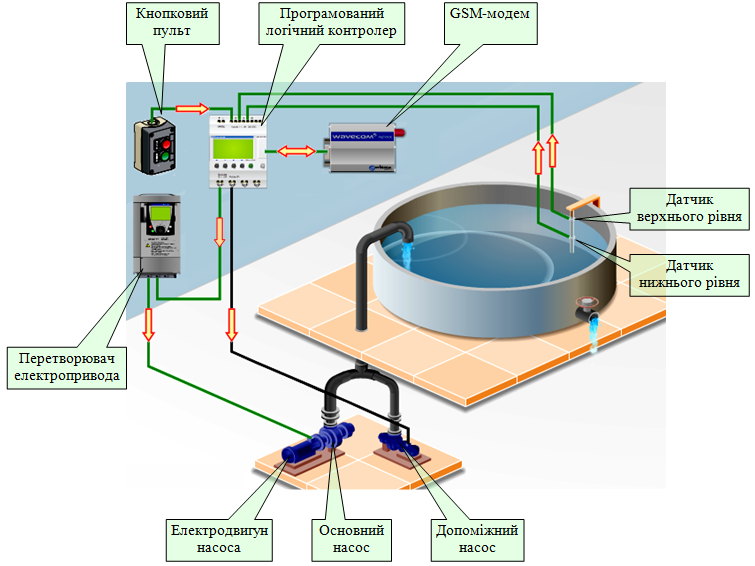 Кнопковий
пульт
Програмований
логічний контролер
GSM-модем
wavecom
Датчик
верхнього рівня
Датчик
нижнього рівня
Перетворювач
електропривода
Електродвигун
насоса
Основний
насос
Допоміжний
насос